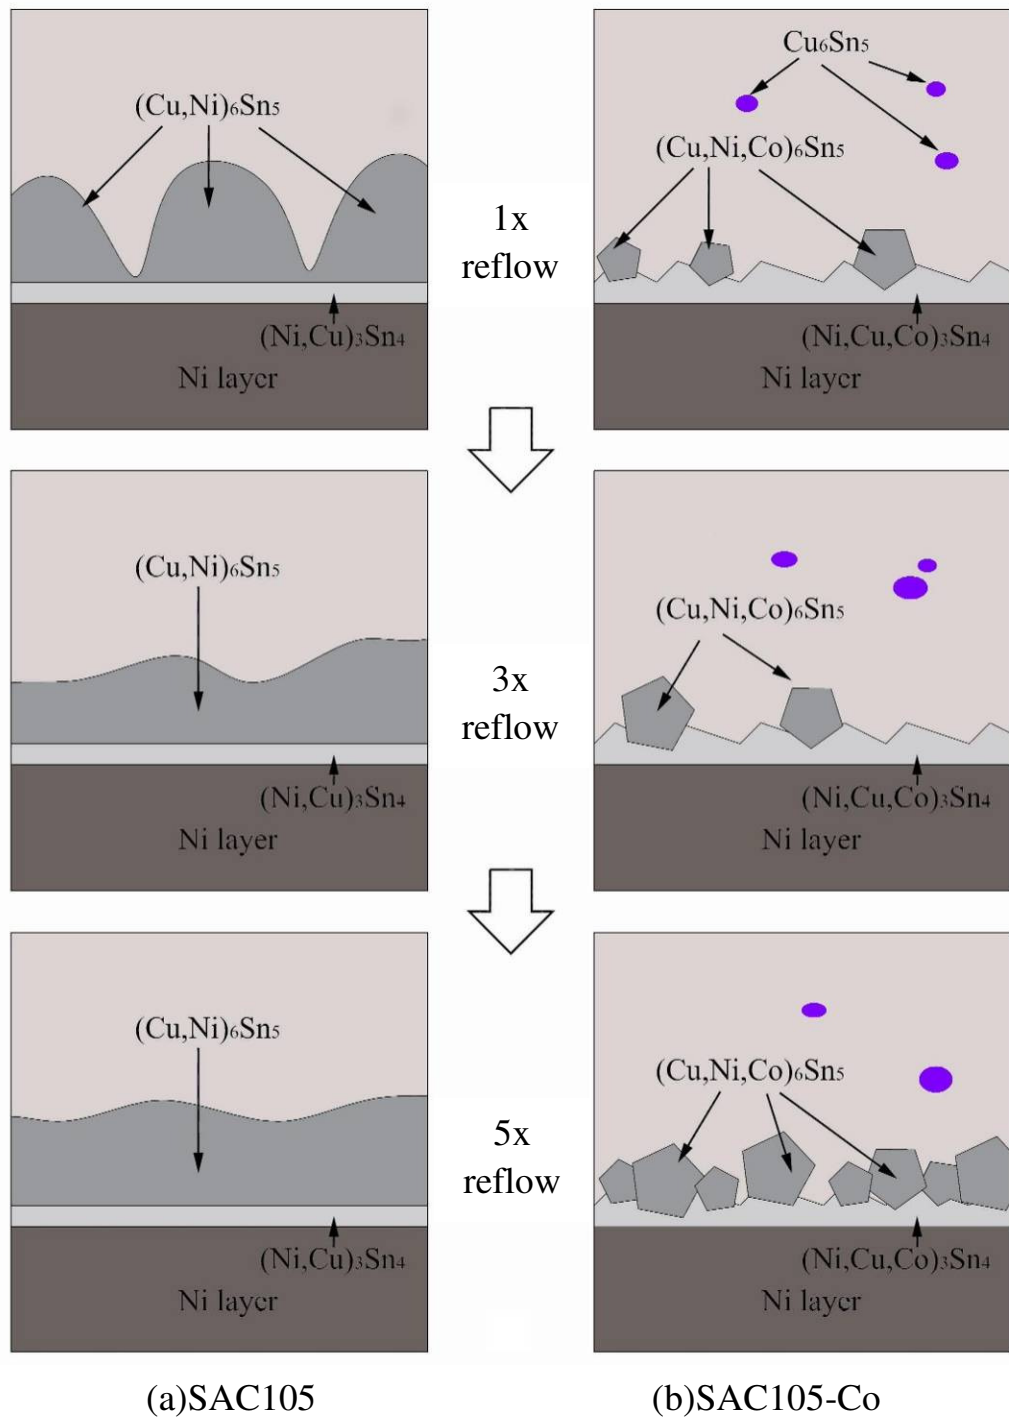 Cu₆Sn₅
(Cu,Ni)₆Sn₅
(Cu,Ni,Co)₆Sn₅
1x
reflow
(Ni,Cu)₃Sn₄
(Ni,Cu,Co)₃Sn₄
Ni layer
Ni layer
(Cu,Ni)₆Sn₅
(Cu,Ni,Co)₆Sn₅
3x
reflow
(Ni,Cu)₃Sn₄
(Ni,Cu,Co)₃Sn₄
Ni layer
Ni layer
(Cu,Ni)₆Sn₅
(Cu,Ni,Co)₆Sn₅
5x
reflow
(Ni,Cu)₃Sn₄
(Ni,Cu,Co)₃Sn₄
Ni layer
Ni layer
(a)SAC105
(b)SAC105-Co